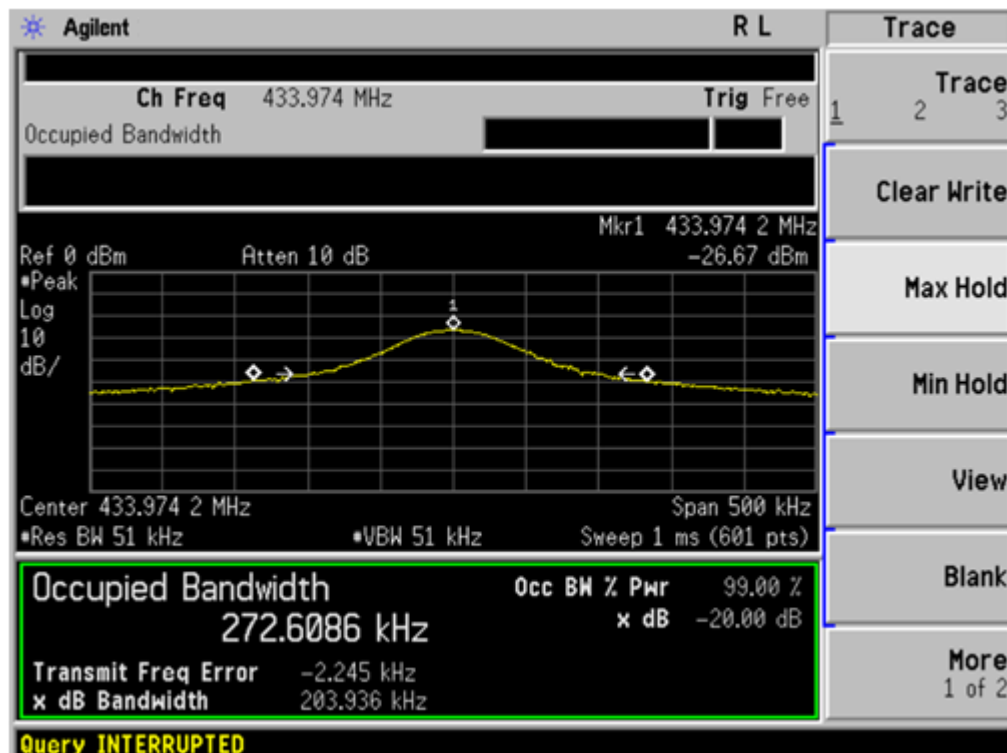 Agilent R L Trace
Ch Freq 433.974 MHz Trig Free
Occupied Bandwidth
Trace
1 2 3
Clear Write
Max Hold
Min Hold
View
Blank
More
1 of 2
Mkr1 433.974 2 MHz
Ref 0 dBm Atten 10 dB -26.67 dBm
•Peak
Log
10
dB/
1
Center 433.974 2 MHz Span 500 kHz
•Res BW 51 kHz •VBW 51 kHz Sweep 1 ms (601 pts)
Occupied Bandwidth Occ BW % Pwr 99.00 %
272.6086 kHz x dB -20.00 dB
Transmit Freq Error -2.245 kHz
x dB Bandwidth 203.936 kHz
Query INTERRUPTED